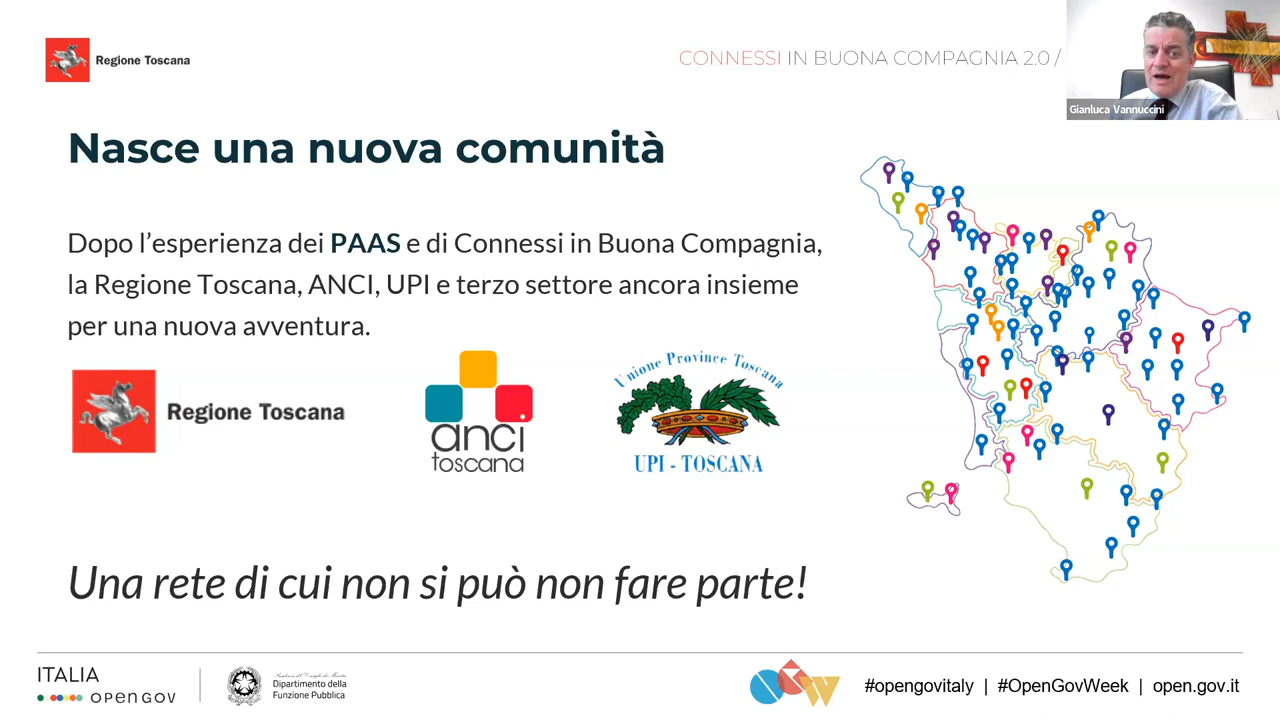 Regione Toscana
CONNESSI IN BUONA COMPAGNIA 2.0 /
Gianluca Vannuccini
Nasce una nuova comunità
Dopo l'esperienza dei PAAS e di Connessi in Buona Compagnia,
la Regione Toscana, ANCI, UPI e terzo settore ancora insieme
per una nuova avventura.
Regione Toscana
anci
toscana
Unione Province Toscana
UPI - TOSCANA
Una rete di cui non si può non fare parte!
ITALIA
open gov
Dipartimento della
Funzione Pubblica
OGW
#opengovitaly | #OpenGovWeek | open.gov.it